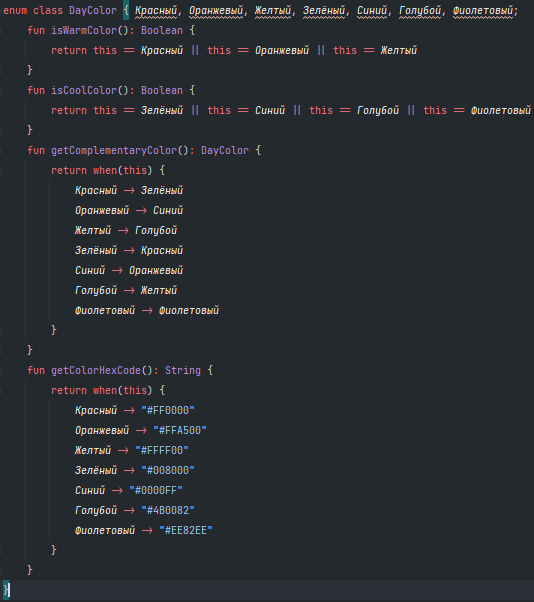 enum class DayColor { Красный, Оранжевый, Желтый, Зелёный, Синий, Голубой, Фиолетовый;
fun isWarmColor(): Boolean {
return this == Красный || this == Оранжевый || this == Желтый
}
fun isCoolColor(): Boolean {
return this == Зелёный || this == Синий || this == Голубой || this == Фиолетовый
}
fun getComplementaryColor(): DayColor {
return when(this) {
Красный -> Зелёный
Оранжевый -> Синий
Желтый -> Голубой
Зелёный -> Красный
Синий -> Оранжевый
Голубой -> Желтый
Фиолетовый -> Фиолетовый
}
}
fun getColorHexCode(): String {
return when(this) {
Красный -> "#FF0000"
Оранжевый -> "#FFA500"
Желтый -> "#FFFF00"
Зелёный -> "#008000"
Синий -> "#0000FF"
Голубой -> "#4B0082"
Фиолетовый -> "#EE82EE"
}
}
}